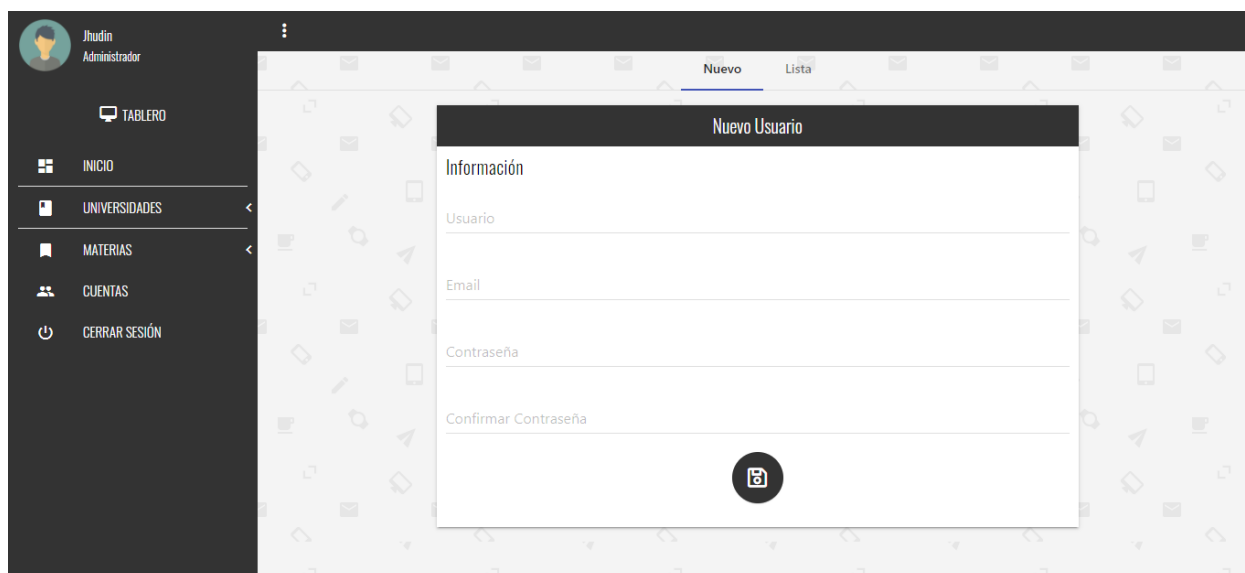 Jhudin
Administrador
TABLERO
INICIO
UNIVERSIDADES
MATERIAS
CUENTAS
CERRAR SESIÓN
Nuevo
Lista
Nuevo Usuario
Información
Usuario
Email
Contraseña
Confirmar Contraseña